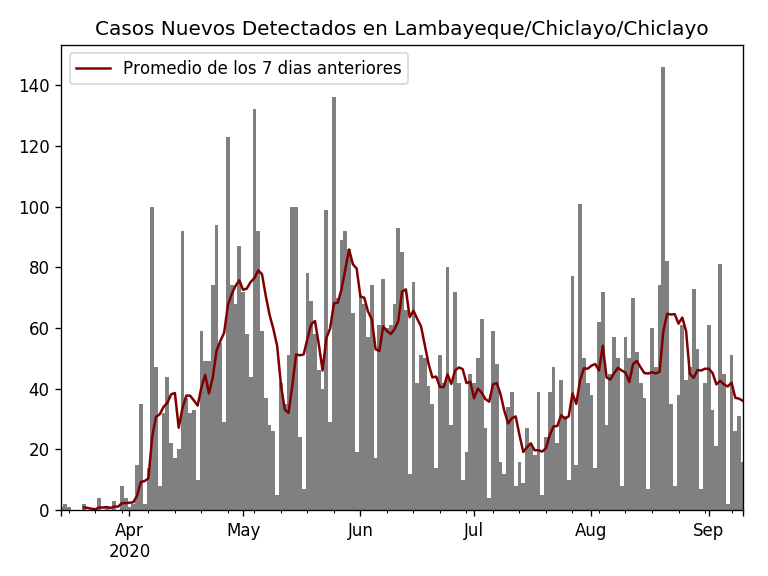 Casos Nuevos Detectados en Lambayeque/Chiclayo/Chiclayo
Promedio de los 7 dias anteriores
140
120
100
80
60
40
20
0
Apr
2020
May
Jun
Jul
Aug
Sep